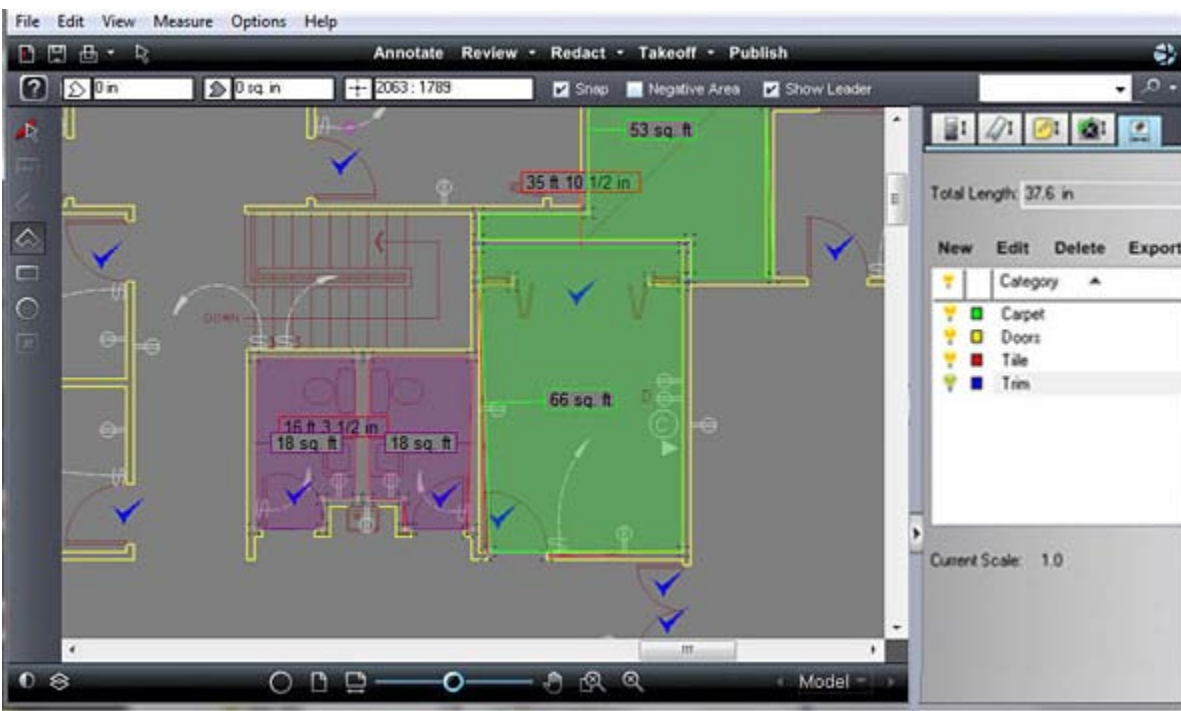 File Edit View Measure Options Help
Annotate Review Redact Takeoff Publish
0 in 0 sq. in 2063 : 1789 Snap Negative Area Show Leader
53 sq. ft
35 ft 10 1/2 in
DOWN
66 sq. ft
C
16 ft 3 1/2 in
18 sq. ft 18 sq. ft
Total Length: 37.6 in
New Edit Delete Export
Category
Carpet
Doors
Tile
Trim
Current Scale: 1.0
Model